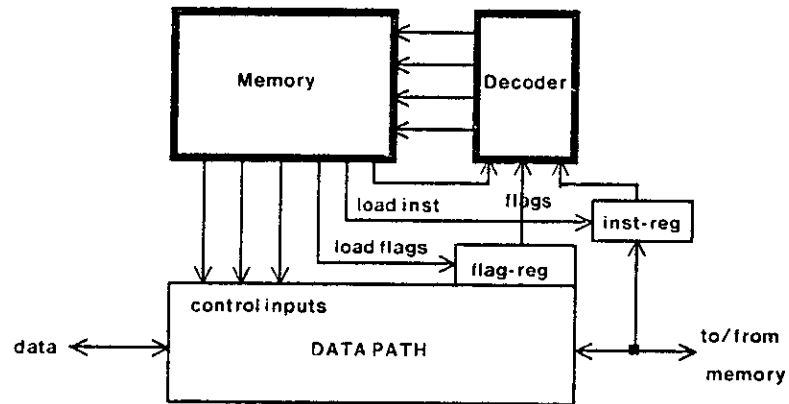 Memory
Decoder
load inst
flags
inst-reg
load flags
flag-reg
control inputs
data
DATA PATH
to/from
memory